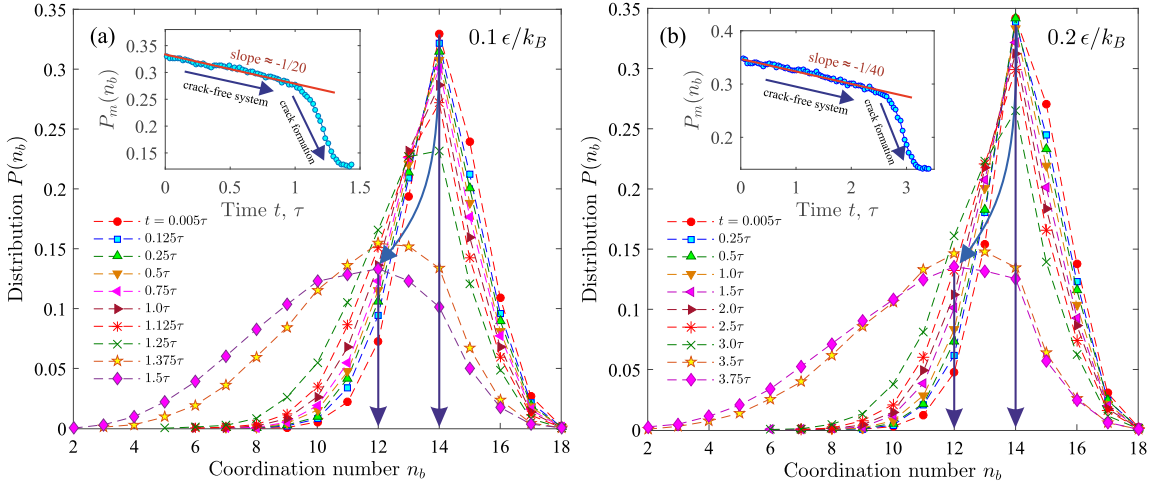 (a)
0.1 ϵ/k_B
Distribution P(n_b)
0.35
0.3
0.25
0.2
0.15
0.1
0.05
0
2 4 6 8 10 12 14 16 18
Coordination number n_b
P_m(n_b)
0.38
0.33
0.28
0.25
0.2
0.15
0.12
0 0.5 1 1.5
Time t, τ
slope ≈ -1/20
crack-free system
crack formation
t = 0.005τ
0.125τ
0.25τ
0.5τ
0.75τ
1.0τ
1.125τ
1.25τ
1.375τ
1.5τ
(b)
0.2 ϵ/k_B
Distribution P(n_b)
0.35
0.3
0.25
0.2
0.15
0.1
0.05
0
2 4 6 8 10 12 14 16 18
Coordination number n_b
P_m(n_b)
0.4
0.3
0.2
0 1 2 3
Time t, τ
slope ≈ -1/40
crack-free system
crack formation
t = 0.005τ
0.25τ
0.5τ
1.0τ
1.5τ
2.0τ
2.5τ
3.0τ
3.5τ
3.75τ